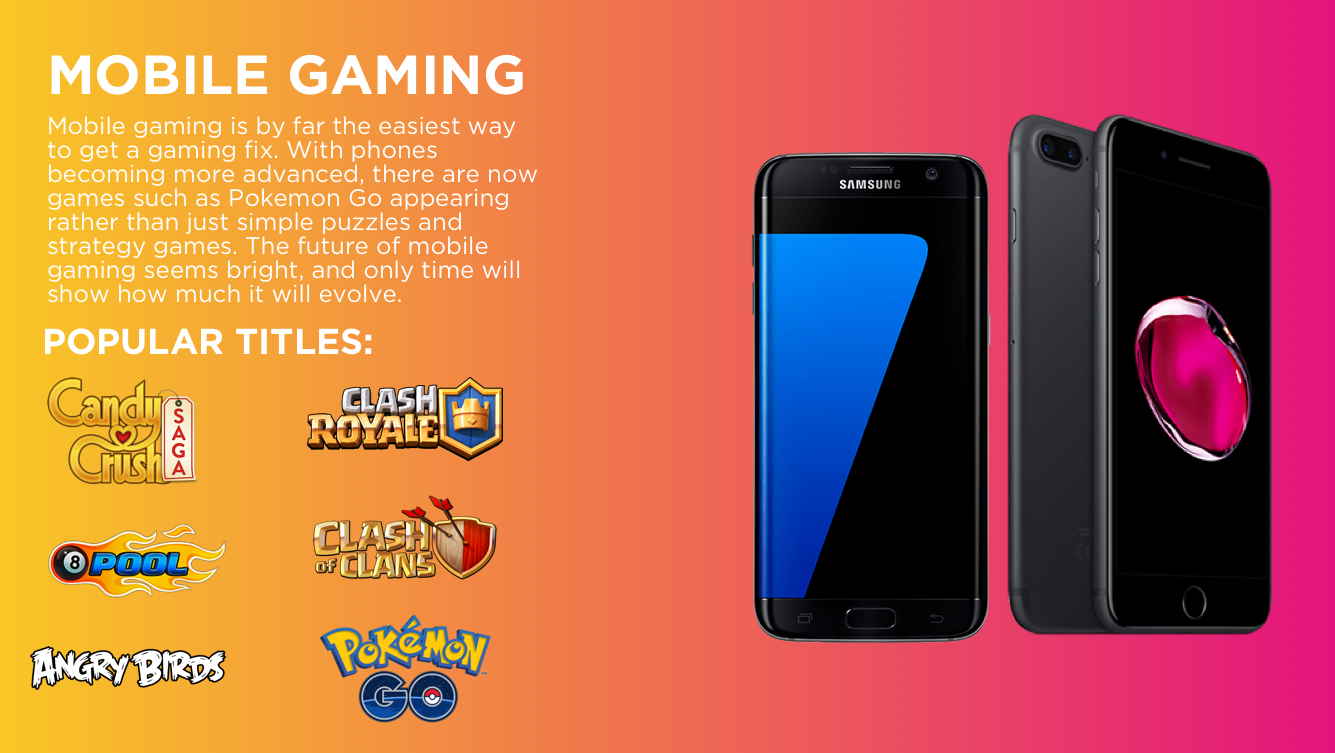 MOBILE GAMING
Mobile gaming is by far the easiest way
to get a gaming fix. With phones
becoming more advanced, there are now
games such as Pokemon Go appearing
rather than just simple puzzles and
strategy games. The future of mobile
gaming seems bright, and only time will
show how much it will evolve.
POPULAR TITLES:
Candy
Crush
SAGA
CLASH
ROYALE
8 POOL
CLASH
OF CLANS
ANGRY BIRDS
POKéMON
GO
SAMSUNG